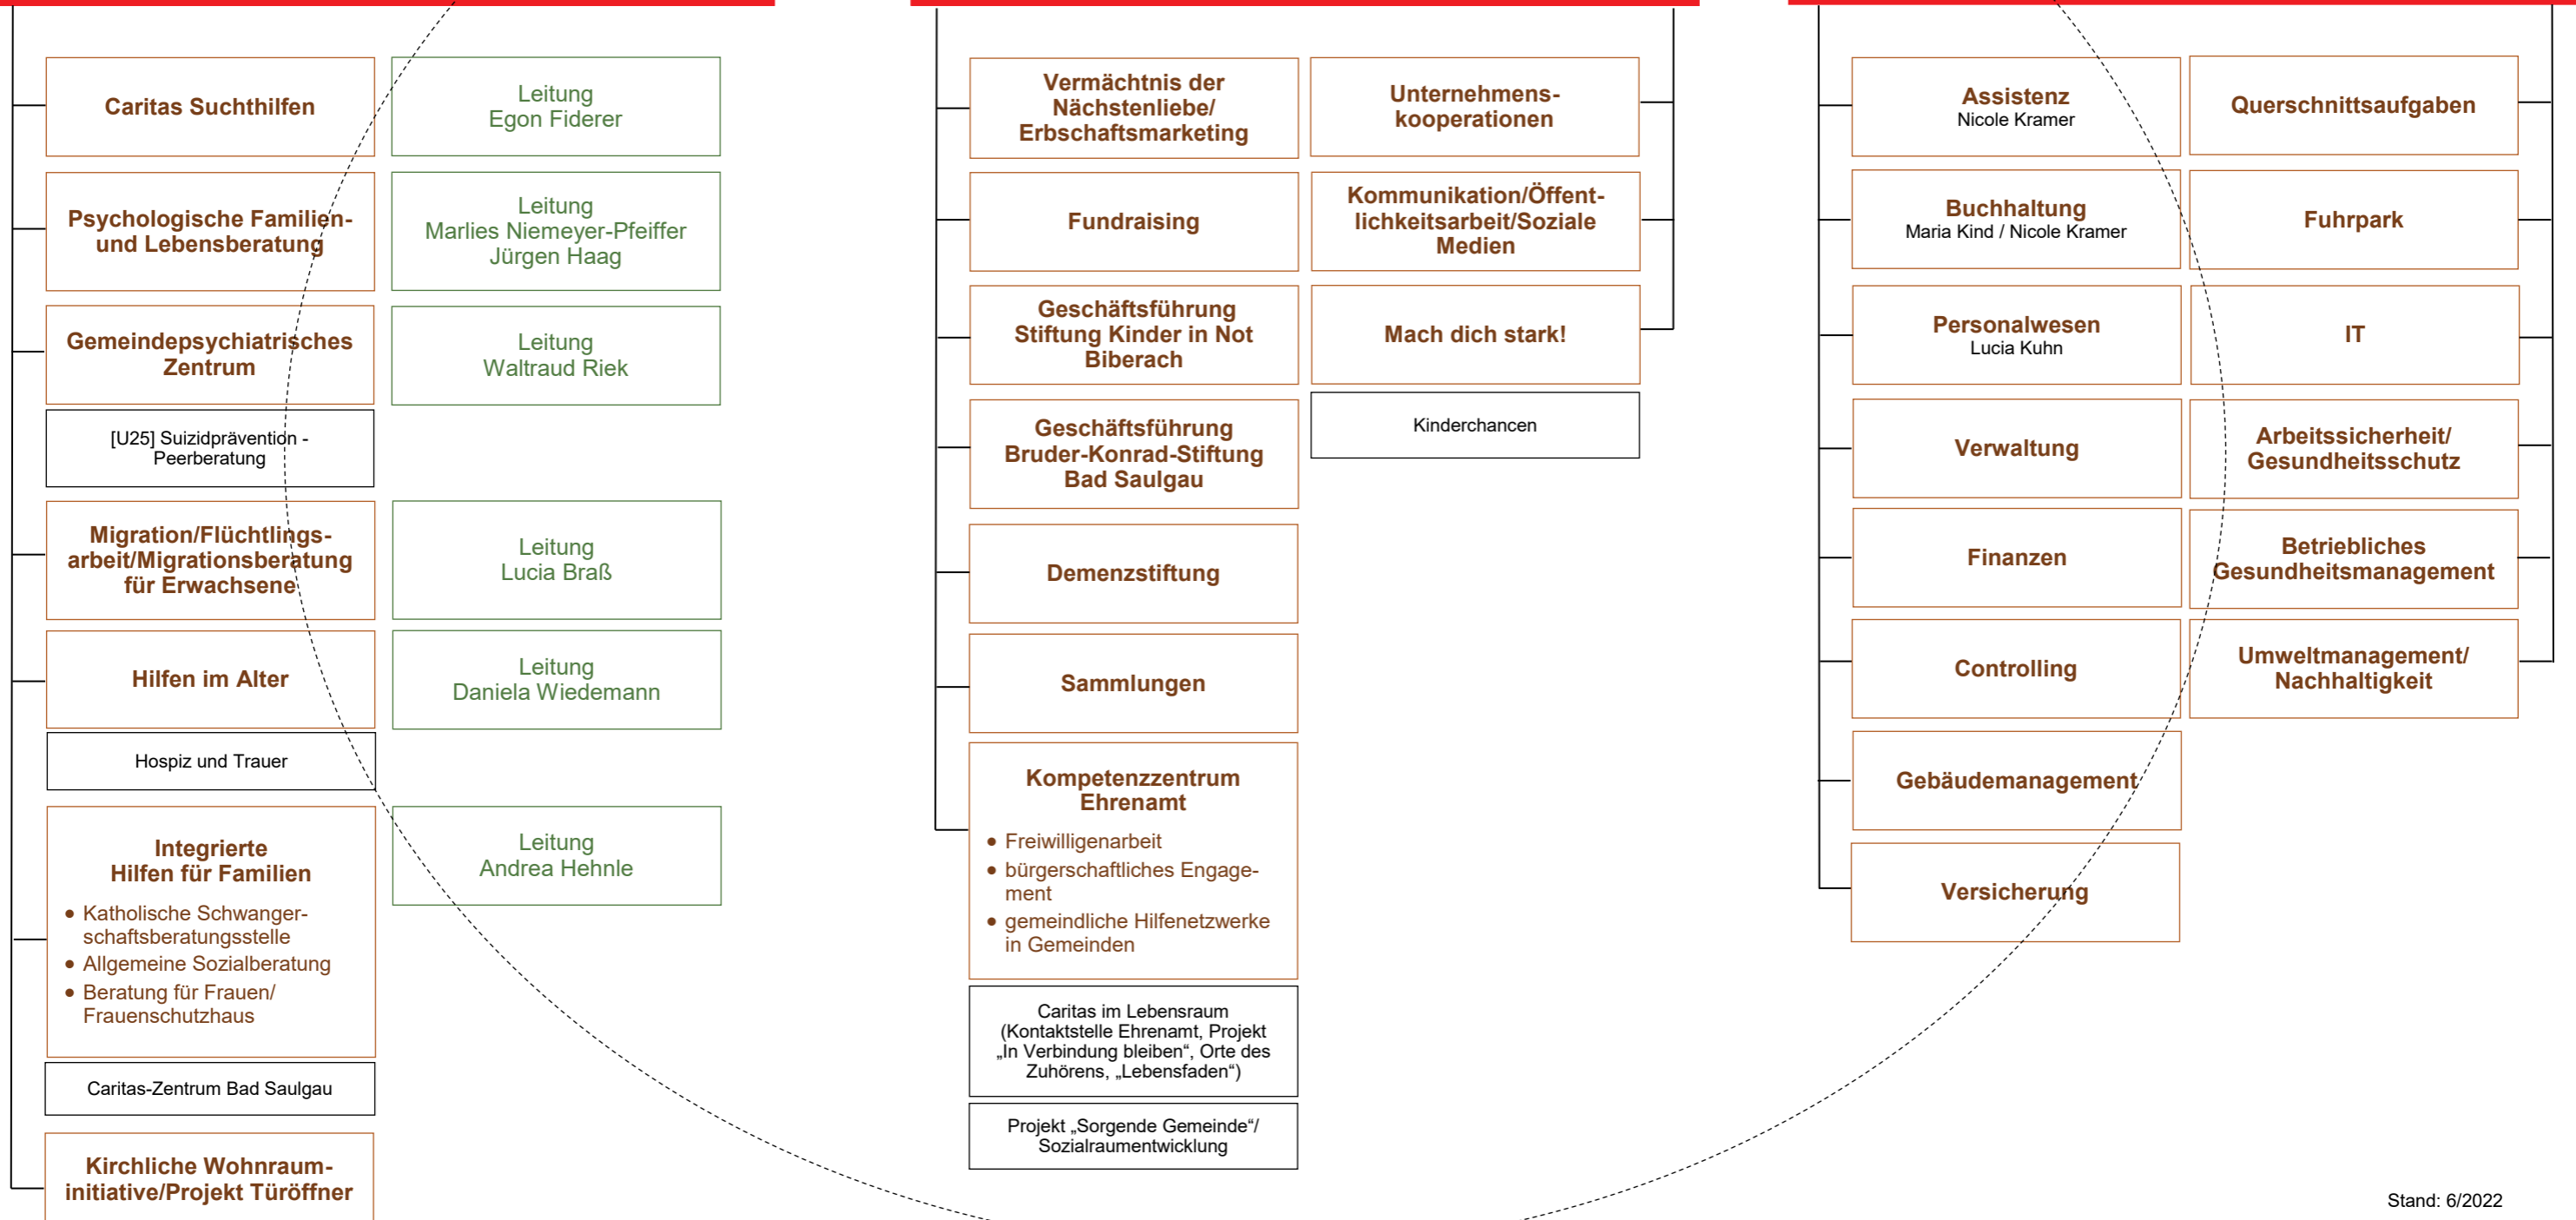 Caritas Suchthilfen
Leitung
Egon Fiderer
Psychologische Familien-
und Lebensberatung
Leitung
Marlies Niemeyer-Pfeiffer
Jürgen Haag
Gemeindepsychiatrisches
Zentrum
Leitung
Waltraud Riek
[U25] Suizidprävention -
Peerberatung
Migration/Flüchtlings-
arbeit/Migrationsberatung
für Erwachsene
Leitung
Lucia Braß
Hilfen im Alter
Leitung
Daniela Wiedemann
Hospiz und Trauer
Integrierte
Hilfen für Familien
• Katholische Schwanger-
schaftsberatungsstelle
• Allgemeine Sozialberatung
• Beratung für Frauen/
Frauenschutzhaus
Leitung
Andrea Hehnle
Caritas-Zentrum Bad Saulgau
Kirchliche Wohnraum-
initiative/Projekt Türöffner
Vermächtnis der
Nächstenliebe/
Erbschaftsmarketing
Unternehmens-
kooperationen
Fundraising
Kommunikation/Öffent-
lichkeitsarbeit/Soziale
Medien
Geschäftsführung
Stiftung Kinder in Not
Biberach
Mach dich stark!
Geschäftsführung
Bruder-Konrad-Stiftung
Bad Saulgau
Kinderchancen
Demenzstiftung
Sammlungen
Kompetenzzentrum
Ehrenamt
• Freiwilligenarbeit
• bürgerschaftliches Engage-
ment
• gemeindliche Hilfenetzwerke
in Gemeinden
Caritas im Lebensraum
(Kontaktstelle Ehrenamt, Projekt
„In Verbindung bleiben“, Orte des
Zuhörens, „Lebensfaden“)
Projekt „Sorgende Gemeinde“/
Sozialraumentwicklung
Assistenz
Nicole Kramer
Querschnittsaufgaben
Buchhaltung
Maria Kind / Nicole Kramer
Fuhrpark
Personalwesen
Lucia Kuhn
IT
Verwaltung
Arbeitssicherheit/
Gesundheitsschutz
Finanzen
Betriebliches
Gesundheitsmanagement
Controlling
Umweltmanagement/
Nachhaltigkeit
Gebäudemanagement
Versicherung
Stand: 6/2022